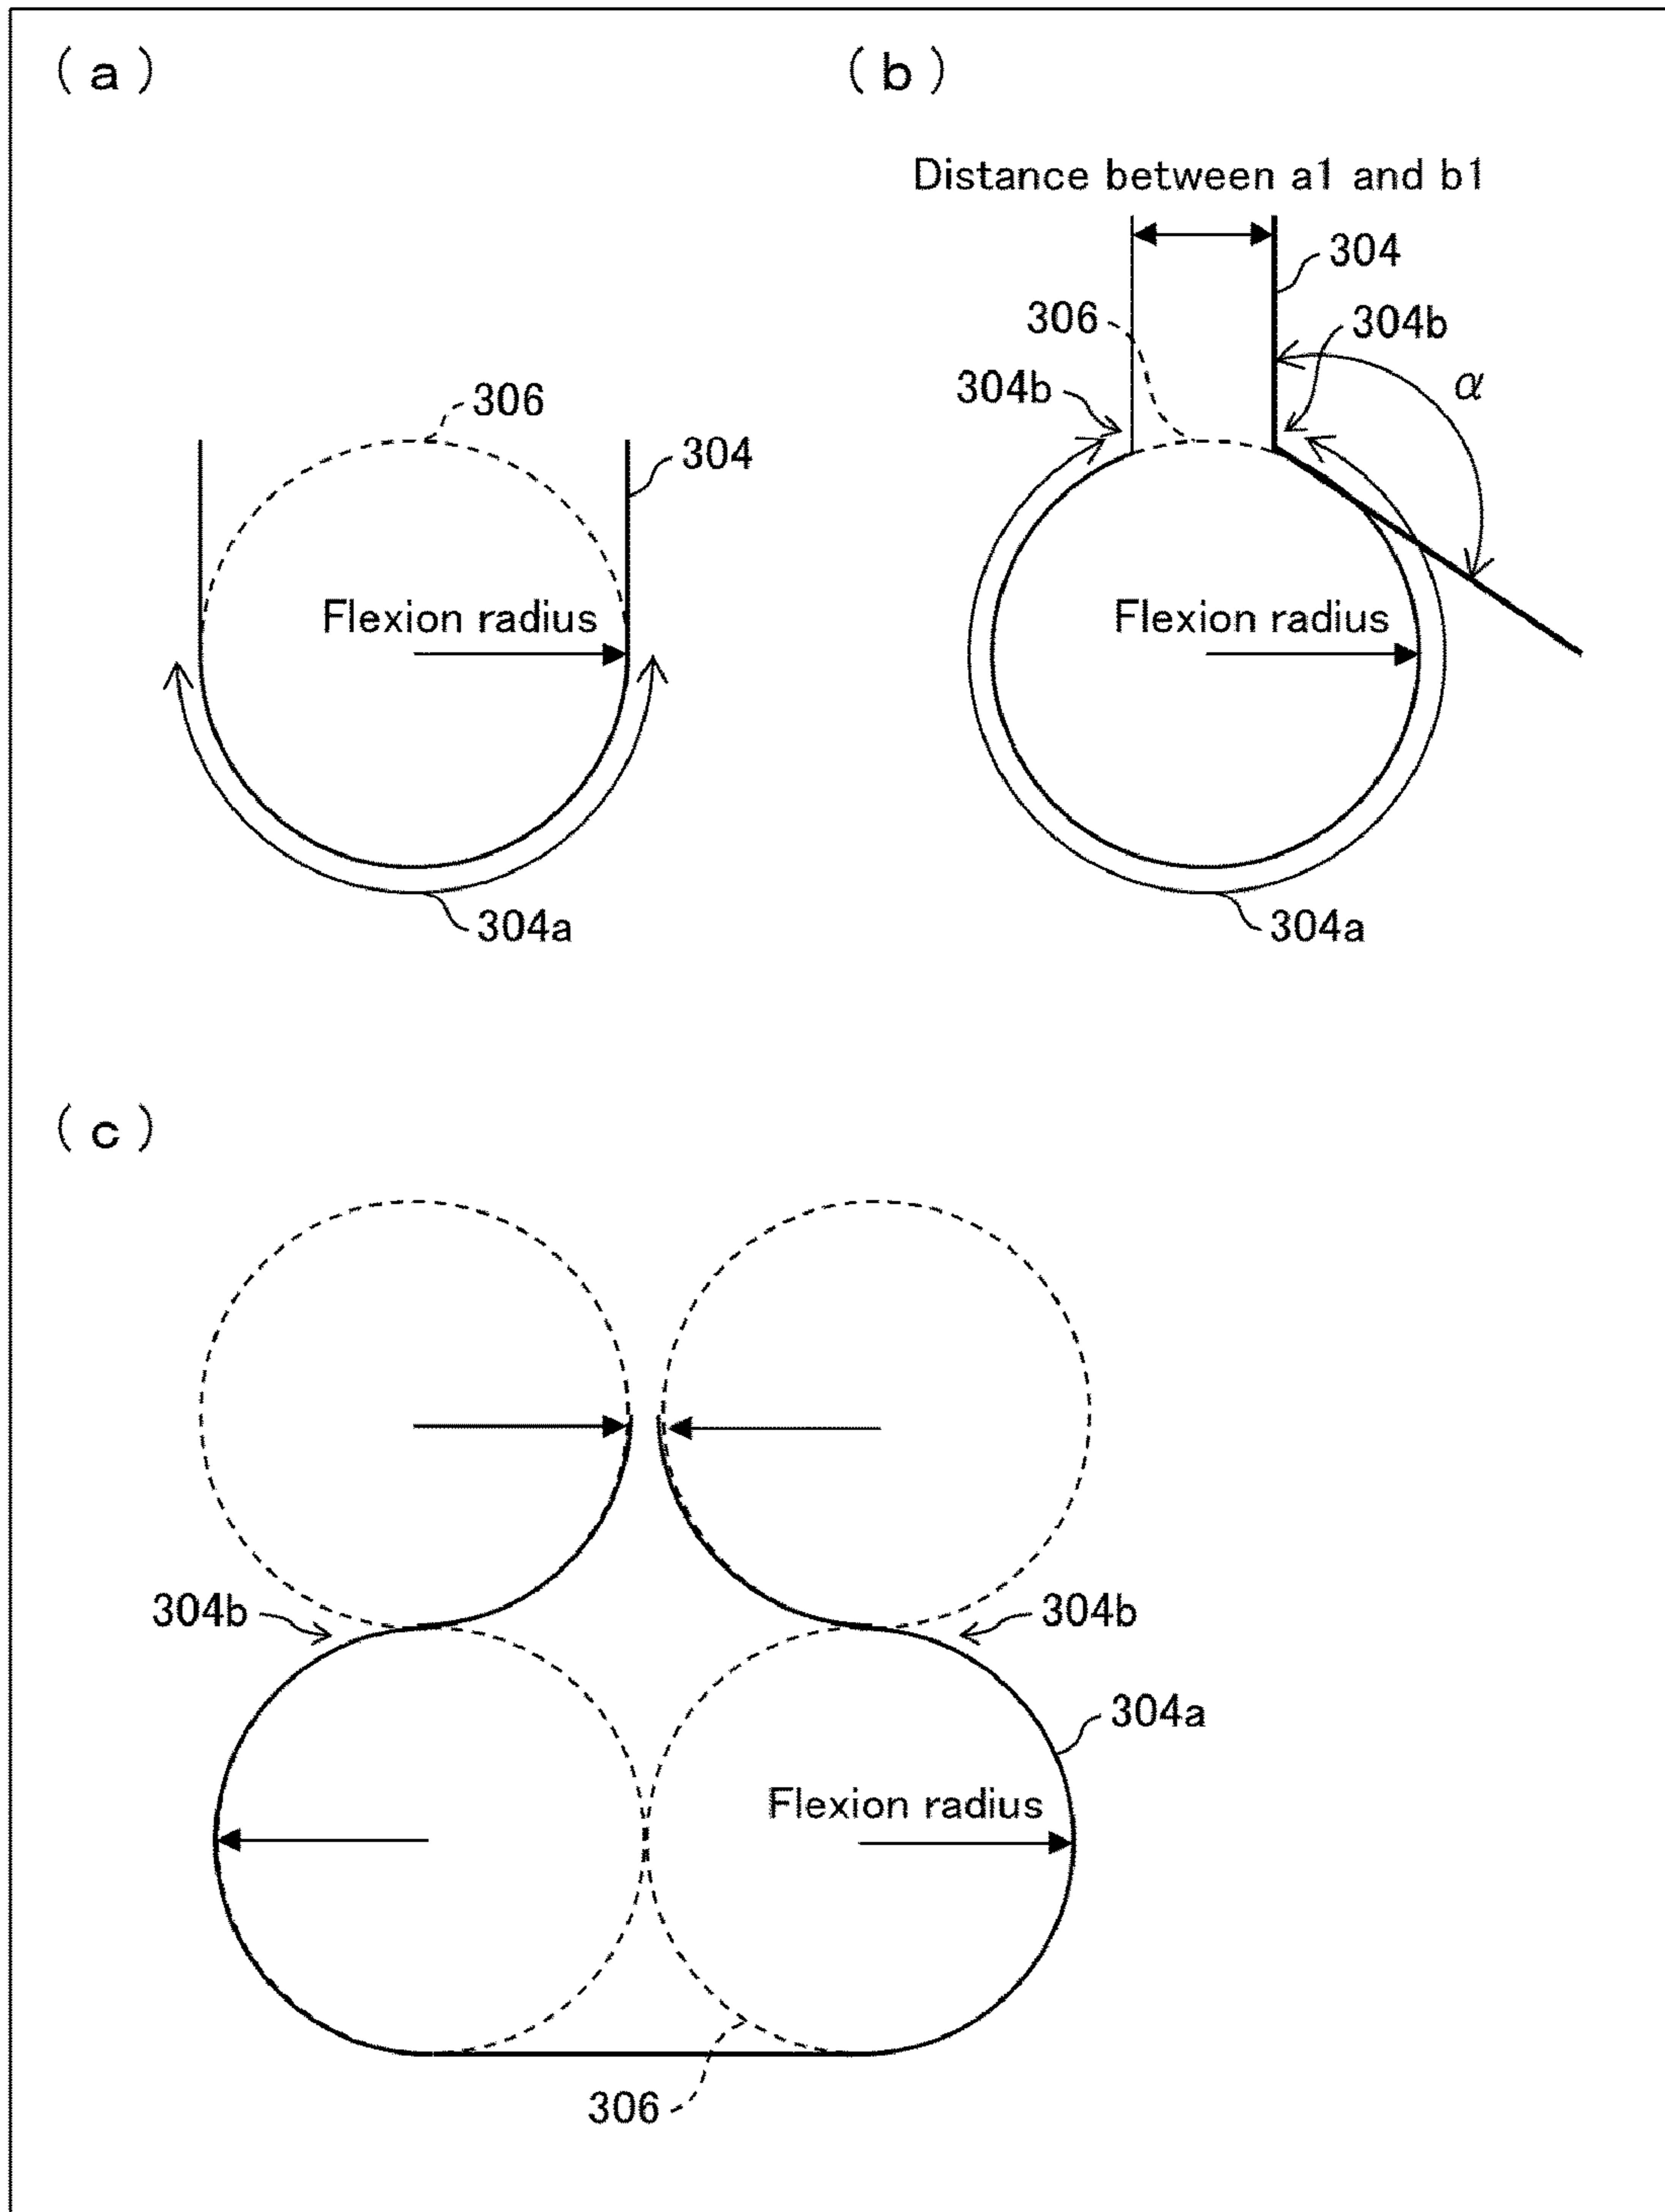 (a)
(b)
Distance between a1 and b1
304
306
304b
304b
α
306
304
Flexion radius
Flexion radius
304a
304a
(c)
304b
304b
304a
Flexion radius
306